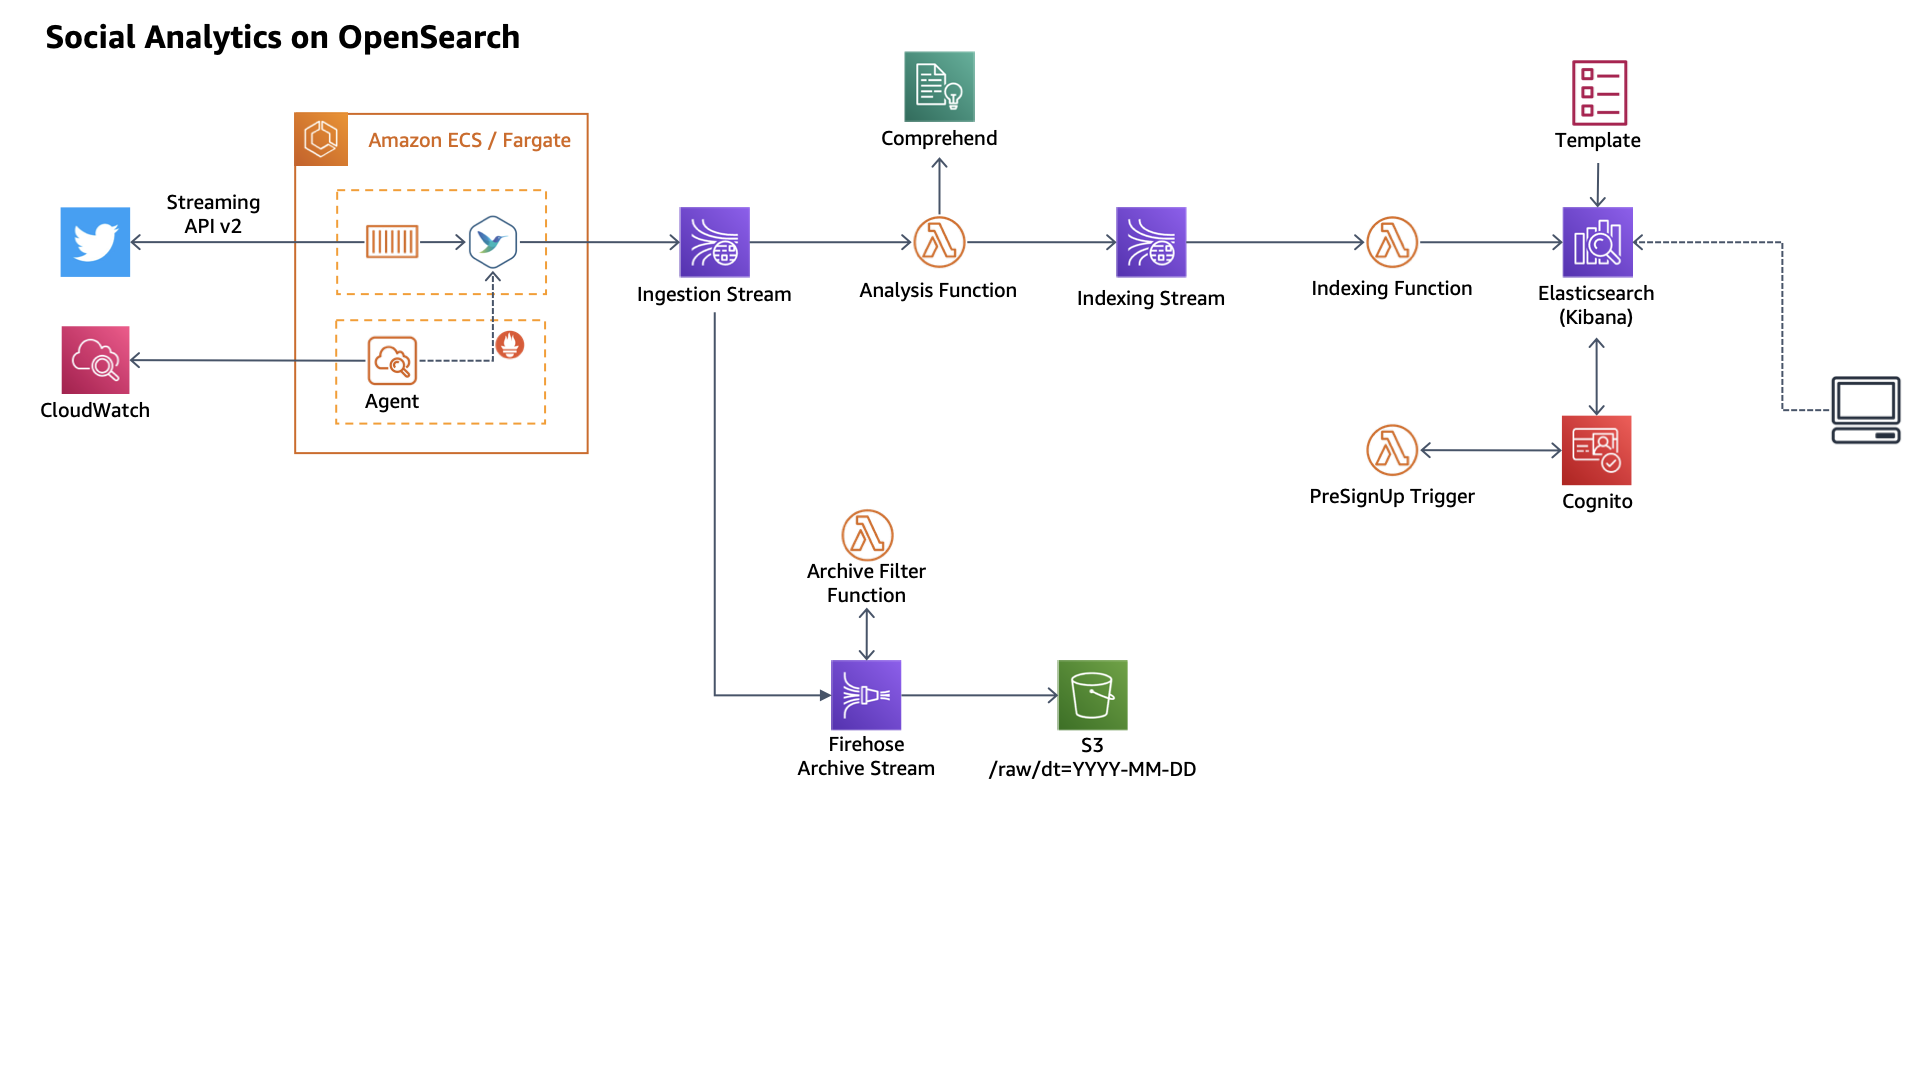 Social Analytics on OpenSearch
Comprehend
Template
Amazon ECS / Fargate
Streaming
API v2
Ingestion Stream
Analysis Function
Indexing Stream
Indexing Function
Elasticsearch
(Kibana)
CloudWatch
Agent
PreSignUp Trigger
Cognito
Archive Filter
Function
Firehose
Archive Stream
S3
/raw/dt=YYYY-MM-DD